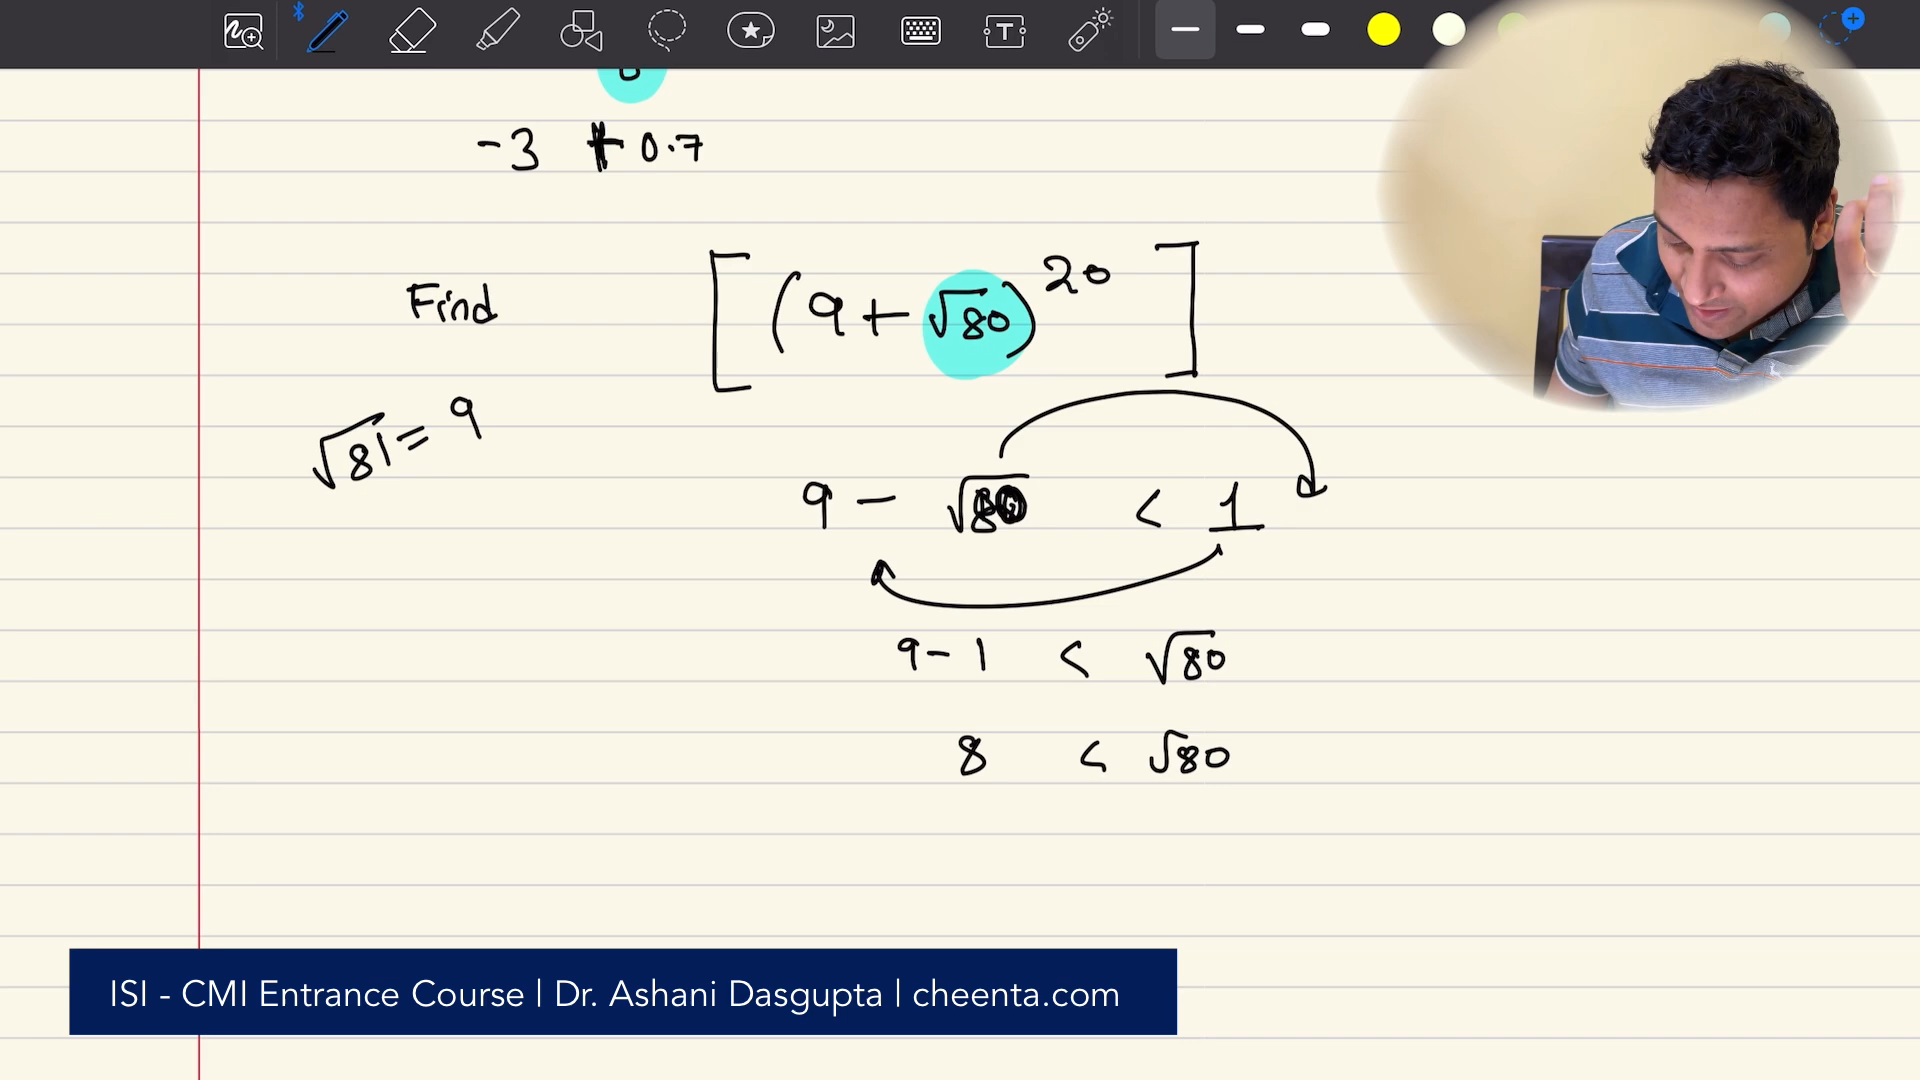 -3 + 0.7
Find [(9+√80)^20]
√81 = 9
9 - √80 < 1
9 - 1 < √80
8 < √80
ISI - CMI Entrance Course | Dr. Ashani Dasgupta | cheenta.com